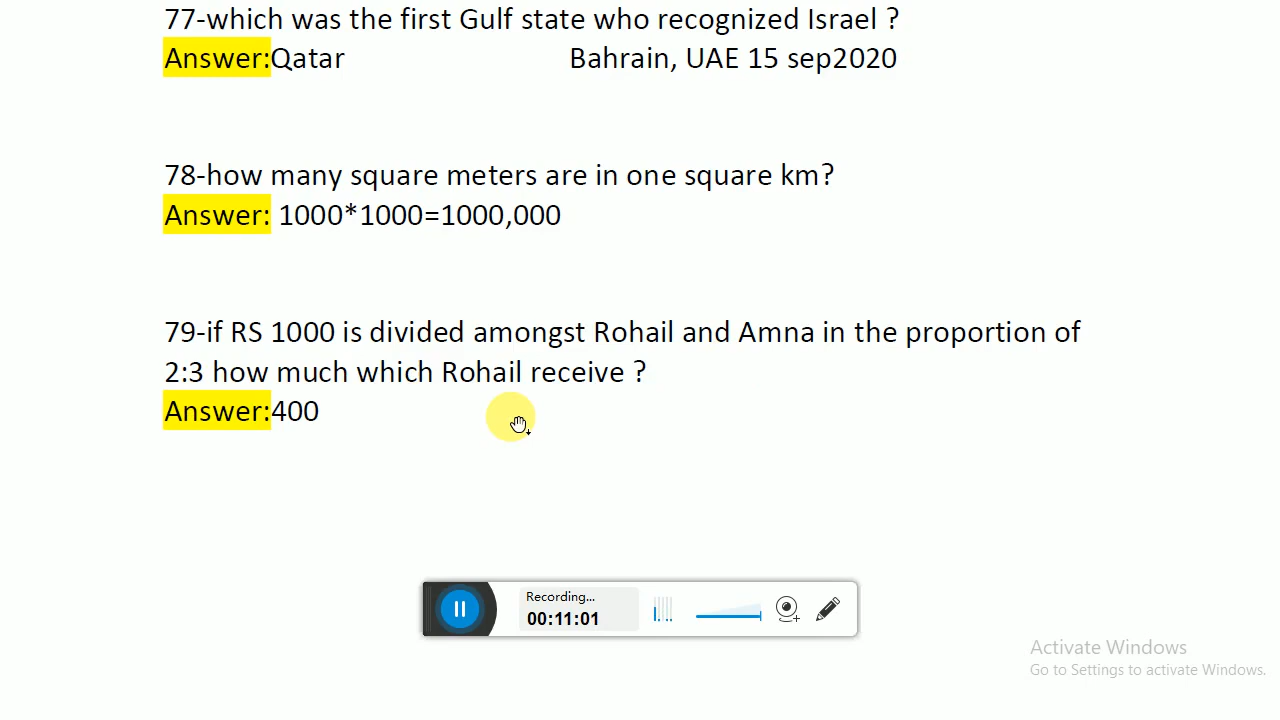 77-which was the first Gulf state who recognized Israel ?
Answer:Qatar Bahrain, UAE 15 sep2020
78-how many square meters are in one square km?
Answer: 1000*1000=1000,000
79-if RS 1000 is divided amongst Rohail and Amna in the proportion of
2:3 how much which Rohail receive ?
Answer:400
Recording...
00:11:01
Activate Windows
Go to Settings to activate Windows.